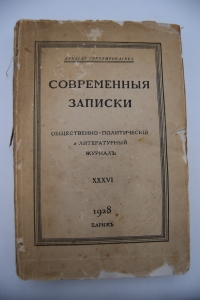 СОВРЕМЕННЫЯ
ЗАПИСКИ
ОБЩЕСТВЕННО-ПОЛИТИЧЕСКІЙ
и ЛИТЕРАТУРНЫЙ
ЖУРНАЛЪ
XXXVI
1928
ПАРИЖЪ